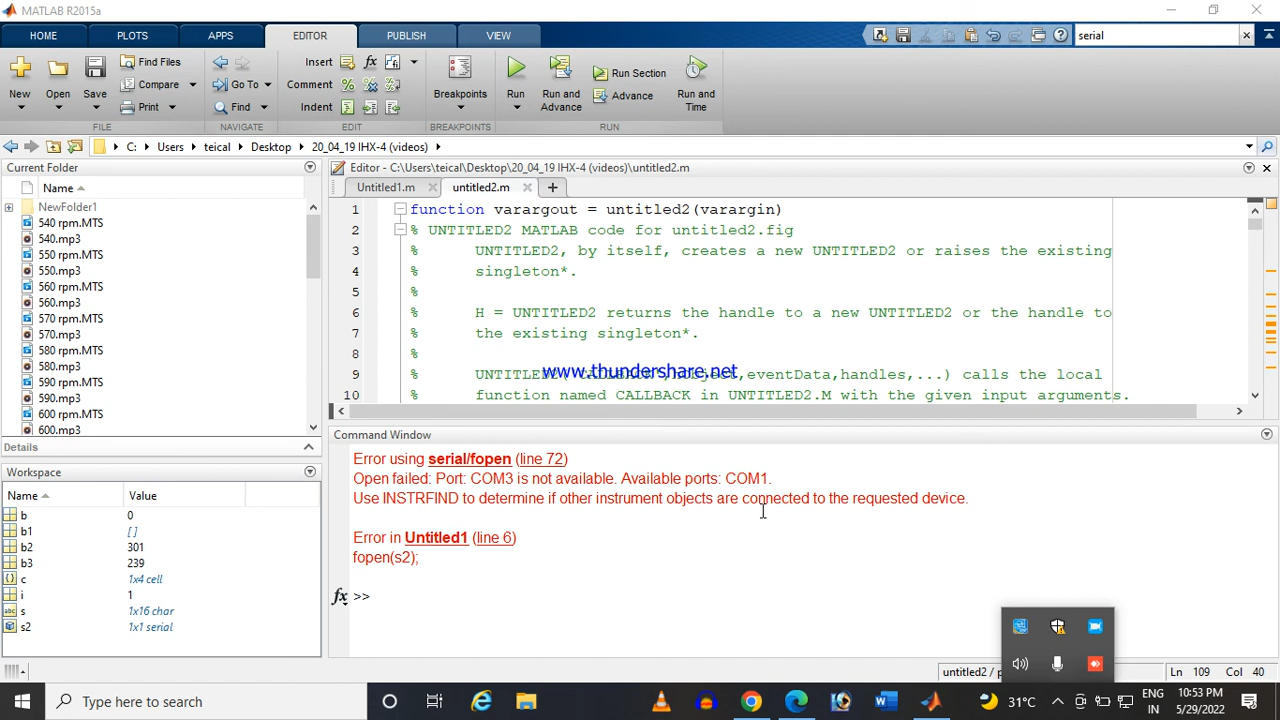 MATLAB R2015a
HOME PLOTS APPS EDITOR PUBLISH VIEW serial
New Open Save Find Files Compare Print
Go To Find
Insert fx Comment Indent
Breakpoints Run Run and Advance Run Section Advance Run and Time
FILE NAVIGATE EDIT BREAKPOINTS RUN
C: Users teical Desktop 20_04_19 IHX-4 (videos)
Current Folder
Name
NewFolder1
540 rpm.MTS
540.mp3
550 rpm.MTS
550.mp3
560 rpm.MTS
560.mp3
570 rpm.MTS
570.mp3
580 rpm.MTS
580.mp3
590 rpm.MTS
590.mp3
600 rpm.MTS
600.mp3
Details
Workspace
Name Value
b 0
b1 [ ]
b2 301
b3 239
c 1x4 cell
i 1
s 1x16 char
s2 1x1 serial
Editor - C:\Users\teical\Desktop\20_04_19 IHX-4 (videos)\untitled2.m
Untitled1.m untitled2.m
1 function varargout = untitled2(varargin)
2 % UNTITLED2 MATLAB code for untitled2.fig
3 % UNTITLED2, by itself, creates a new UNTITLED2 or raises the existing
4 % singleton*.
5 %
6 % H = UNTITLED2 returns the handle to a new UNTITLED2 or the handle to
7 % the existing singleton*.
8 %
9 % eventData,handles,...) calls the local
www.thundershare.net
10 % function named CALLBACK in UNTITLED2.M with the given input arguments.
Command Window
Error using serial/fopen (line 72)
Open failed: Port: COM3 is not available. Available ports: COM1.
Use INSTRFIND to determine if other instrument objects are connected to the requested device.
Error in Untitled1 (line 6)
fopen(s2);
fx >>
untitled2 / Ln 109 Col 40
Type here to search 31°C ENG IN 10:53 PM 5/29/2022